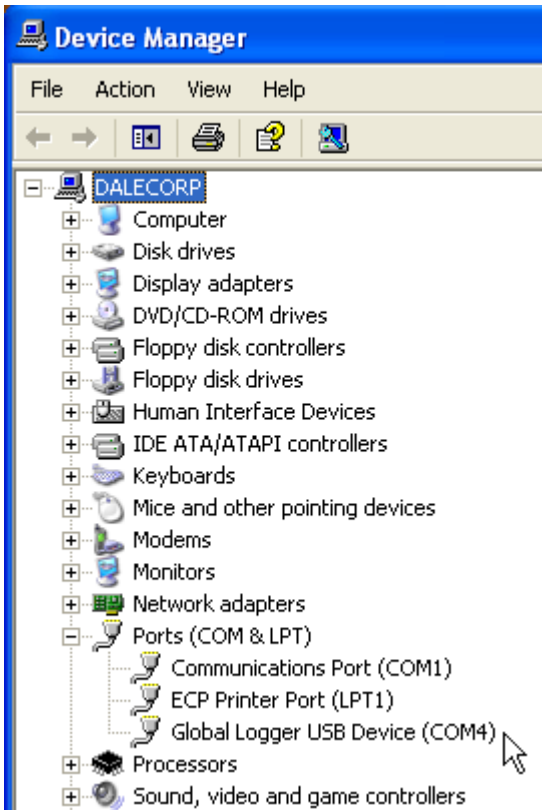 Device Manager
File Action View Help
DALECORP
Computer
Disk drives
Display adapters
DVD/CD-ROM drives
Floppy disk controllers
Floppy disk drives
Human Interface Devices
IDE ATA/ATAPI controllers
Keyboards
Mice and other pointing devices
Modems
Monitors
Network adapters
Ports (COM & LPT)
Communications Port (COM1)
ECP Printer Port (LPT1)
Global Logger USB Device (COM4)
Processors
Sound, video and game controllers